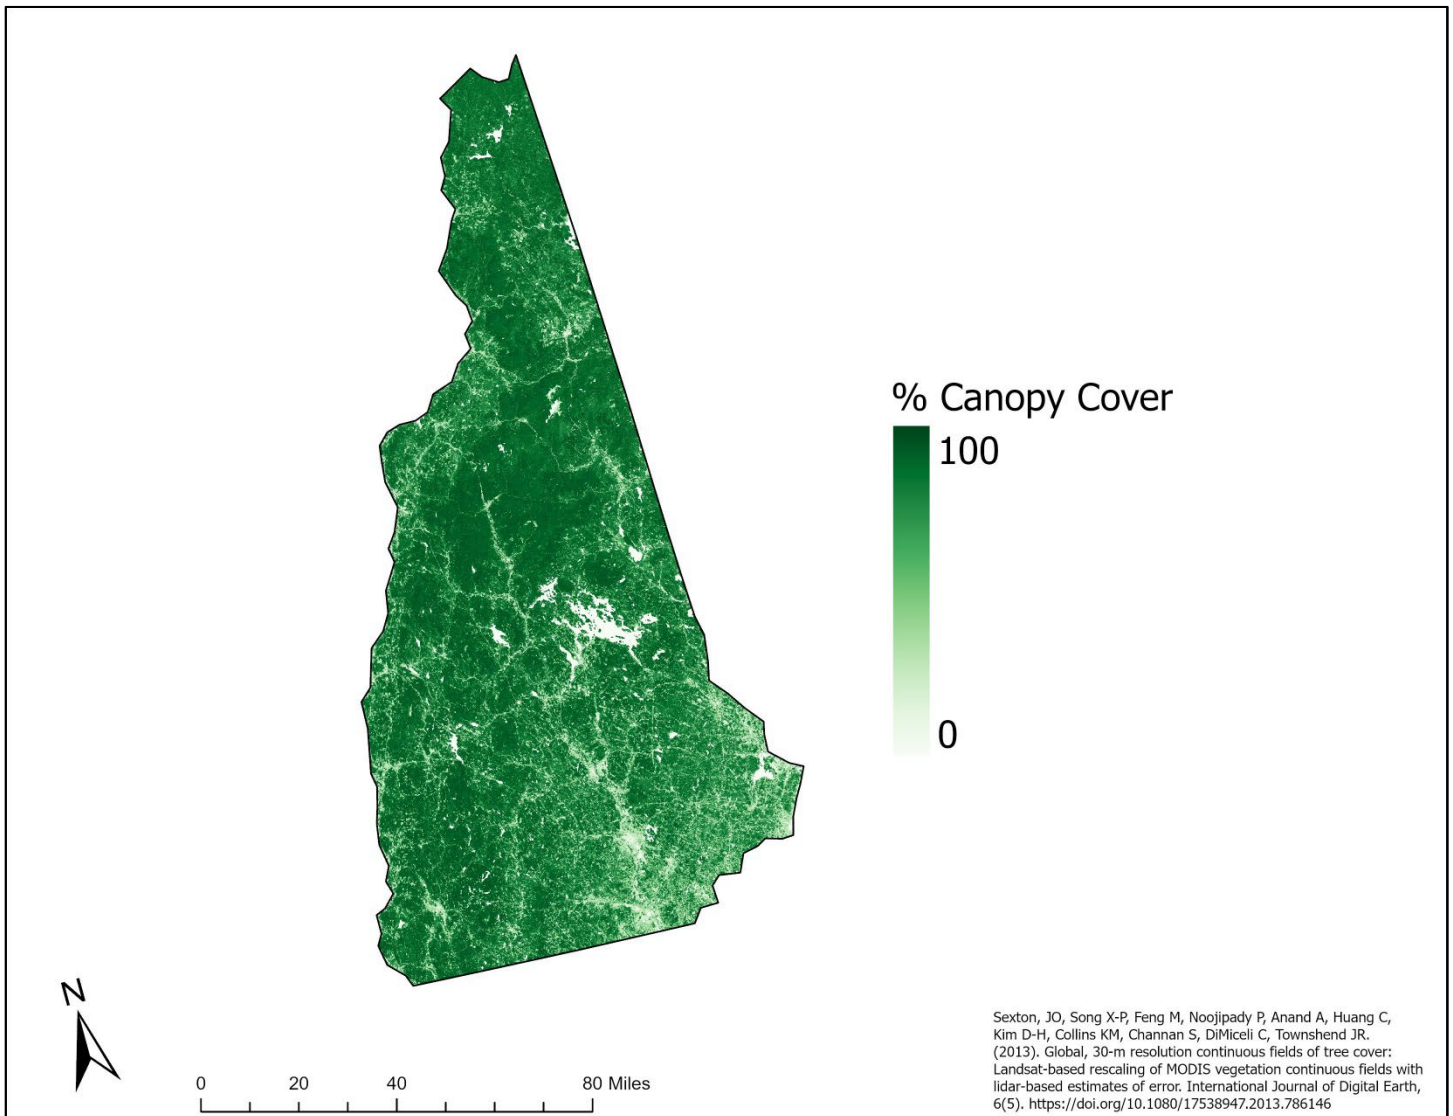 % Canopy Cover
100
0
N
0 20 40 80 Miles
Sexton, JO, Song X-P, Feng M, Noojipady P, Anand A, Huang C,
Kim D-H, Collins KM, Channan S, DiMiceli C, Townshend JR.
(2013). Global, 30-m resolution continuous fields of tree cover:
Landsat-based rescaling of MODIS vegetation continuous fields with
lidar-based estimates of error. International Journal of Digital Earth,
6(5). https://doi.org/10.1080/17538947.2013.786146